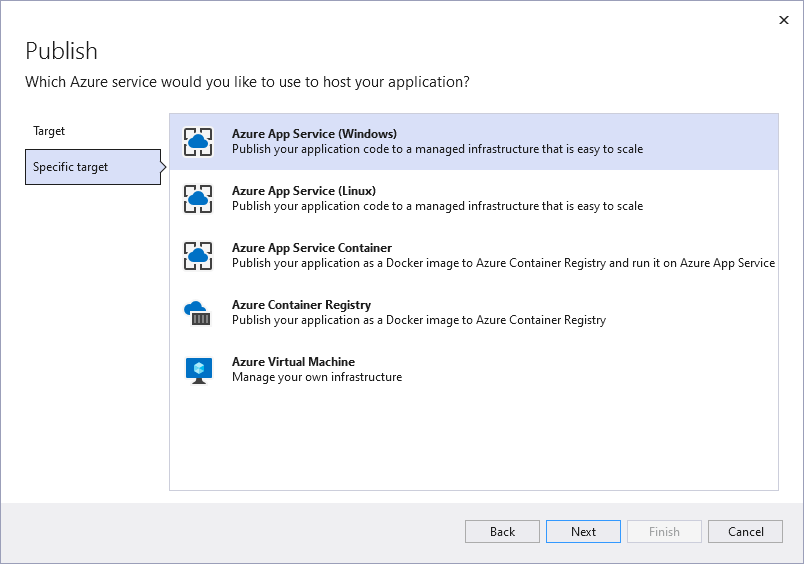 Publish
Which Azure service would you like to use to host your application?
Target
Specific target
Azure App Service (Windows)
Publish your application code to a managed infrastructure that is easy to scale
Azure App Service (Linux)
Publish your application code to a managed infrastructure that is easy to scale
Azure App Service Container
Publish your application as a Docker image to Azure Container Registry and run it on Azure App Service
Azure Container Registry
Publish your application as a Docker image to Azure Container Registry
Azure Virtual Machine
Manage your own infrastructure
Back
Next
Finish
Cancel